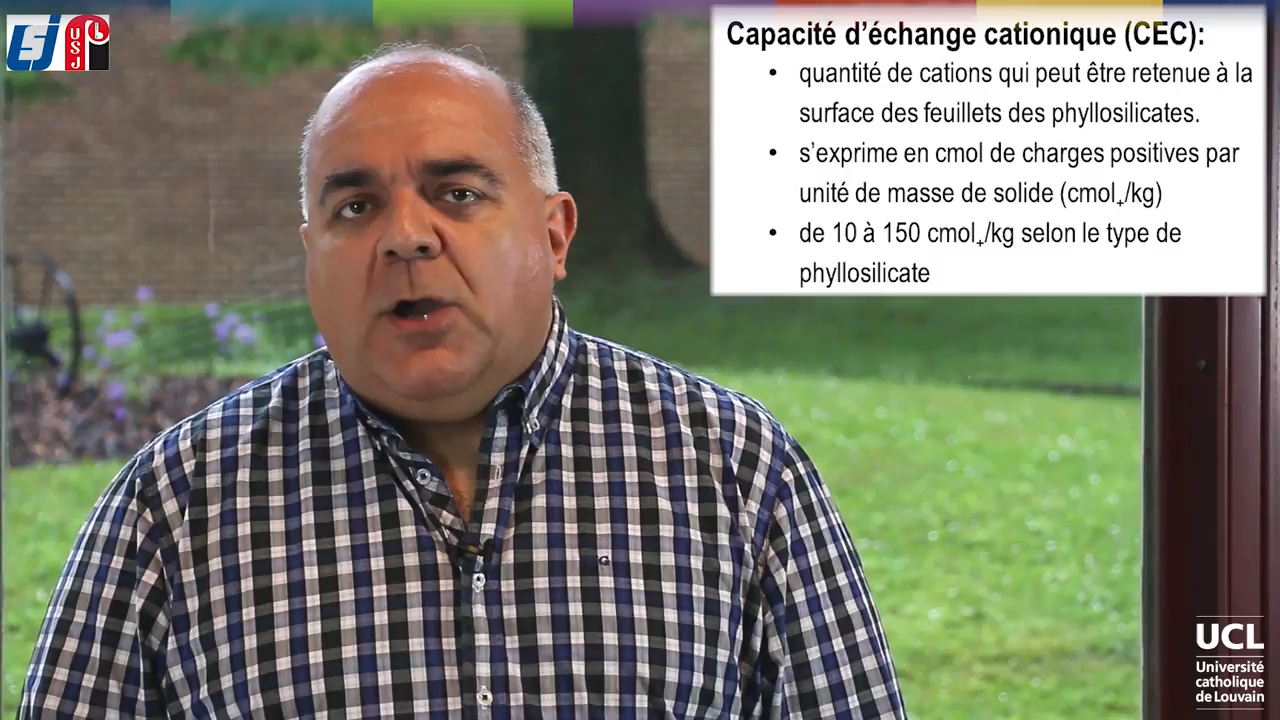 USJ
Capacité d’échange cationique (CEC):
• quantité de cations qui peut être retenue à la
surface des feuillets des phyllosilicates.
• s’exprime en cmol de charges positives par
unité de masse de solide (cmol₊/kg)
• de 10 à 150 cmol₊/kg selon le type de
phyllosilicate
G
UCL
Université
catholique
de Louvain